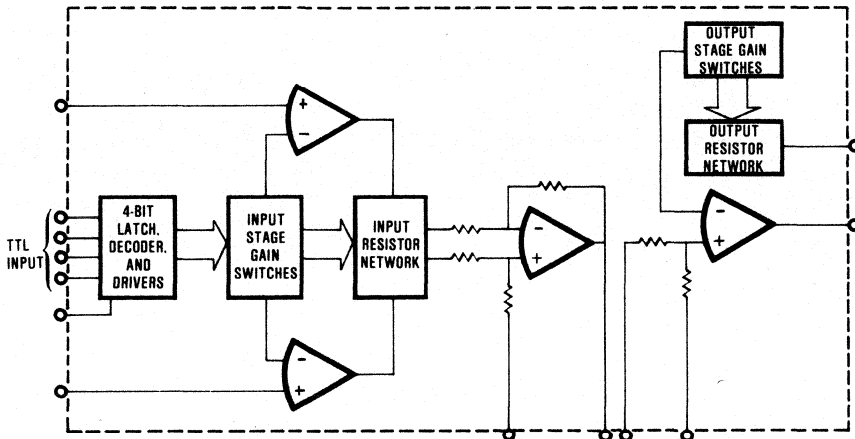 OUTPUT
STAGE GAIN
SWITCHES
OUTPUT
RESISTOR
NETWORK
+
−
TTL
INPUT
4-BIT
LATCH,
DECODER,
AND
DRIVERS
INPUT
STAGE
GAIN
SWITCHES
INPUT
RESISTOR
NETWORK
−
+
−
+
−
+